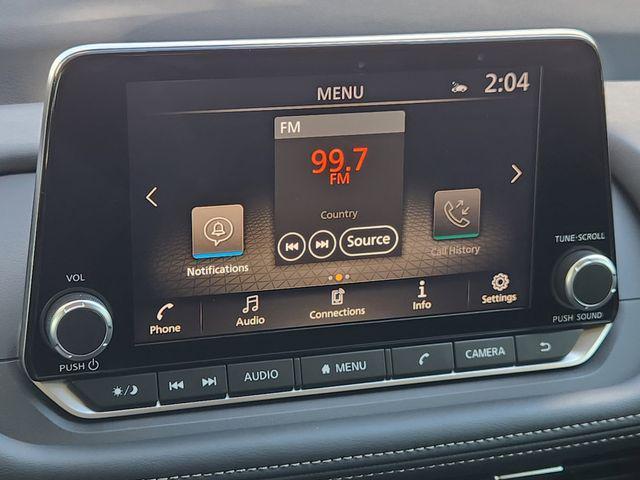 MENU
2:04
FM
99.7
FM
Country
Source
Notifications
Call History
Phone
Audio
Connections
Info
Settings
VOL
PUSH
TUNE·SCROLL
PUSH SOUND
AUDIO
MENU
CAMERA